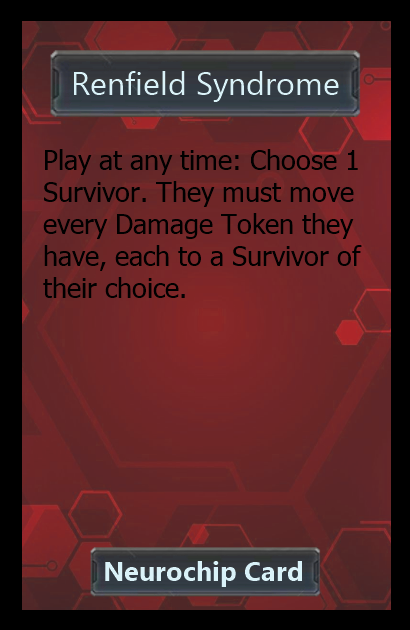 Renfield Syndrome
Play at any time: Choose 1
Survivor. They must move
every Damage Token they
have, each to a Survivor of
their choice.
Neurochip Card